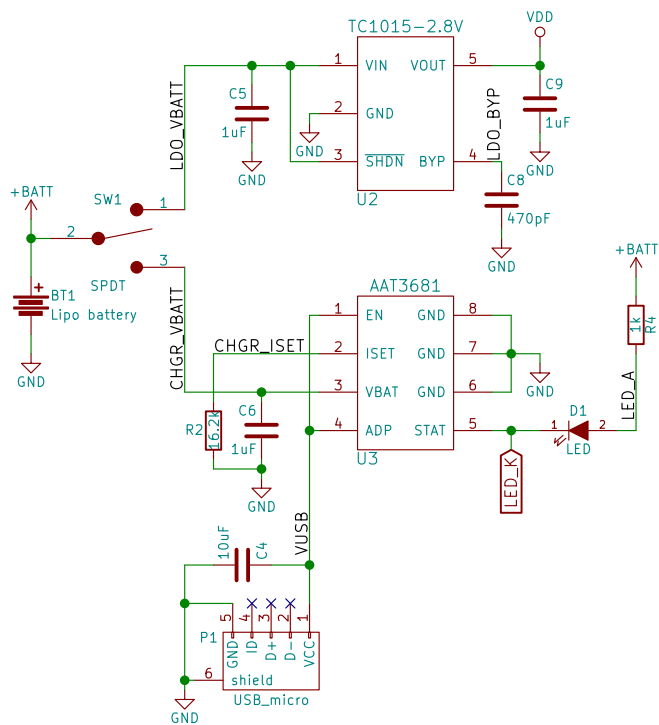 TC1015-2.8V
VDD
1
VIN
VOUT
5
C5
1uF
GND
2
GND
GND
3
SHDN
BYP
4
U2
LDO_VBATT
LDO_BYP
C9
1uF
GND
C8
470pF
GND
+BATT
SW1
1
2
3
SPDT
+
BT1
Lipo battery
GND
CHGR_VBATT
CHGR_ISET
AAT3681
1
EN
GND
8
2
ISET
GND
7
3
VBAT
GND
6
4
ADP
STAT
5
U3
GND
+BATT
1k
R4
LED_A
D1
1
2
LED
LED_K
R2
16.2k
C6
1uF
GND
VUSB
10uF
C4
P1
5
4
3
2
1
GND
ID
D+
D-
VCC
6
shield
USB_micro
GND